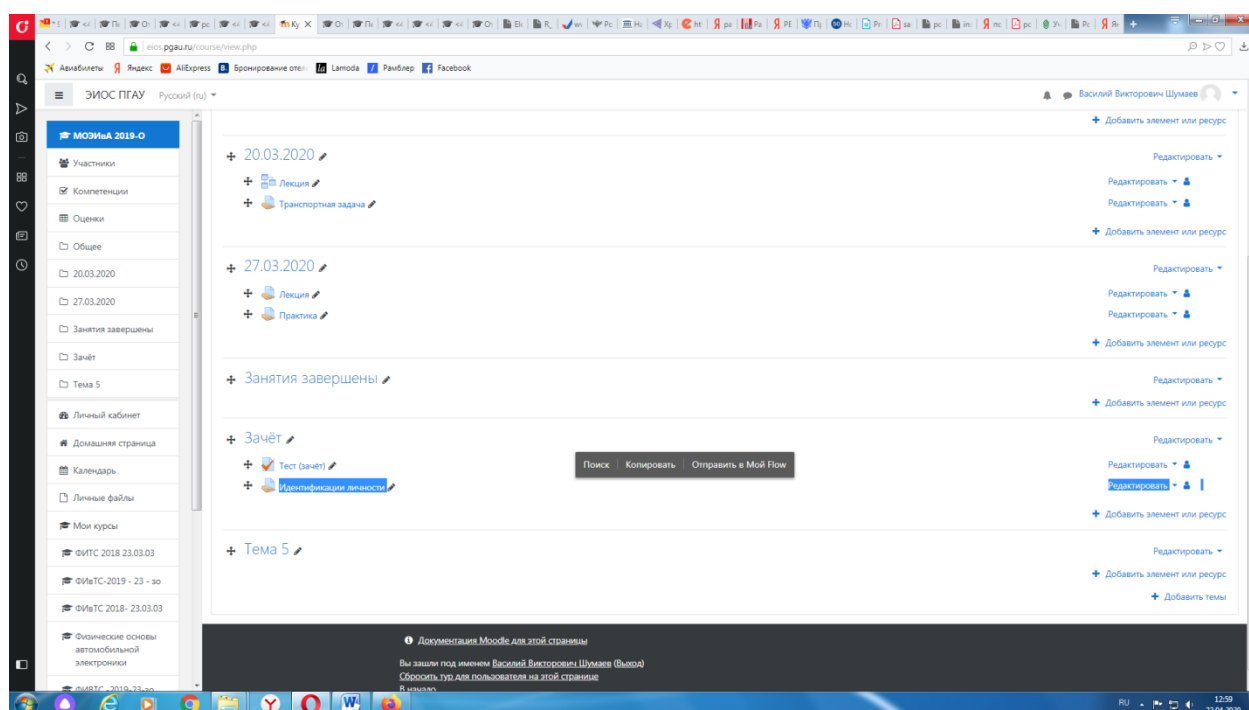 eios.pgau.ru/course/view.php
Авиабилеты Яндекс AliExpress Бронирование отел Lamoda Рамблер Facebook
ЭИОС ПГАУ Русский (ru) Василий Викторович Шумаев
МОЭИвА 2019-О
Участники
Компетенции
Оценки
Общее
20.03.2020
27.03.2020
Занятия завершены
Зачёт
Тема 5
Личный кабинет
Домашняя страница
Календарь
Личные файлы
Мои курсы
ФИТС 2018 23.03.03
ФИвТС-2019 - 23 - зо
ФИвТС 2018- 23.03.03
Физические основы
автомобильной
электроники
Добавить элемент или ресурс
20.03.2020 Редактировать
Лекция Редактировать
Транспортная задача Редактировать
Добавить элемент или ресурс
27.03.2020 Редактировать
Лекция Редактировать
Практика Редактировать
Добавить элемент или ресурс
Занятия завершены Редактировать
Добавить элемент или ресурс
Зачёт Редактировать
Поиск Копировать Отправить в Мой Flow
Тест (зачёт) Редактировать
Идентификации личности Редактировать
Добавить элемент или ресурс
Тема 5 Редактировать
Добавить элемент или ресурс
Добавить темы
Документация Moodle для этой страницы
Вы зашли под именем Василий Викторович Шумаев (Выход)
Сбросить тур для пользователя на этой странице
В начало
RU 12:59